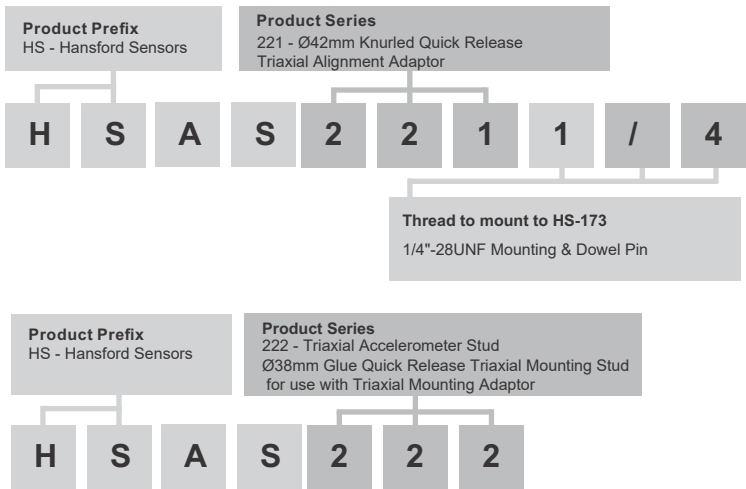 Product Prefix
HS - Hansford Sensors
Product Series
221 - Ø42mm Knurled Quick Release
Triaxial Alignment Adaptor
H S A S 2 2 1 1 / 4
Thread to mount to HS-173
1/4"-28UNF Mounting & Dowel Pin
Product Prefix
HS - Hansford Sensors
Product Series
222 - Triaxial Accelerometer Stud
Ø38mm Glue Quick Release Triaxial Mounting Stud
for use with Triaxial Mounting Adaptor
H S A S 2 2 2